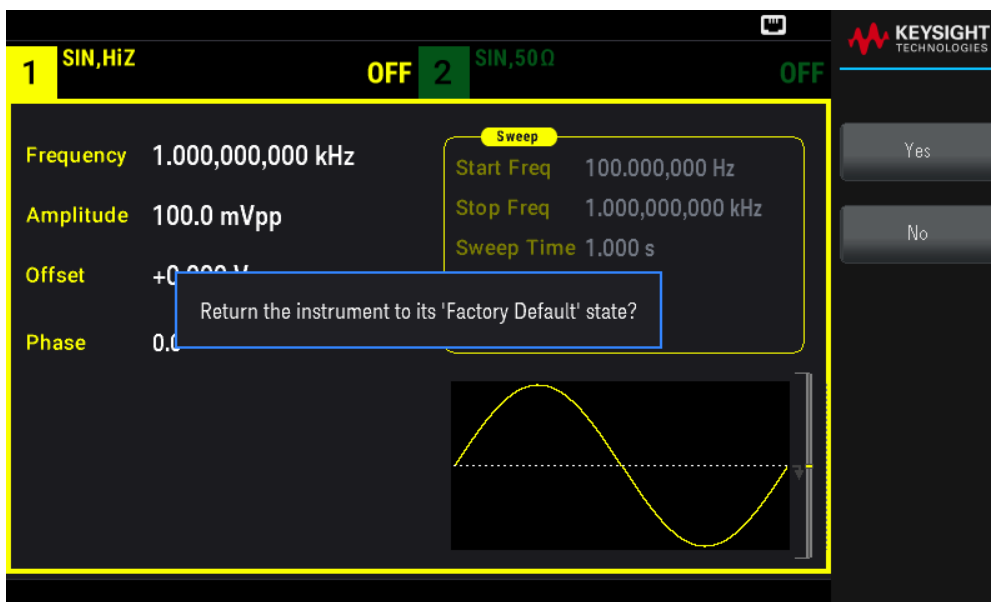 KEYSIGHT
TECHNOLOGIES
1 SIN,HiZ OFF 2 SIN,50Ω OFF
Sweep
Frequency 1.000,000,000 kHz
Start Freq 100.000,000 Hz
Amplitude 100.0 mVpp
Stop Freq 1.000,000,000 kHz
Sweep Time 1.000 s
Offset
Return the instrument to its 'Factory Default' state?
Phase
Yes
No